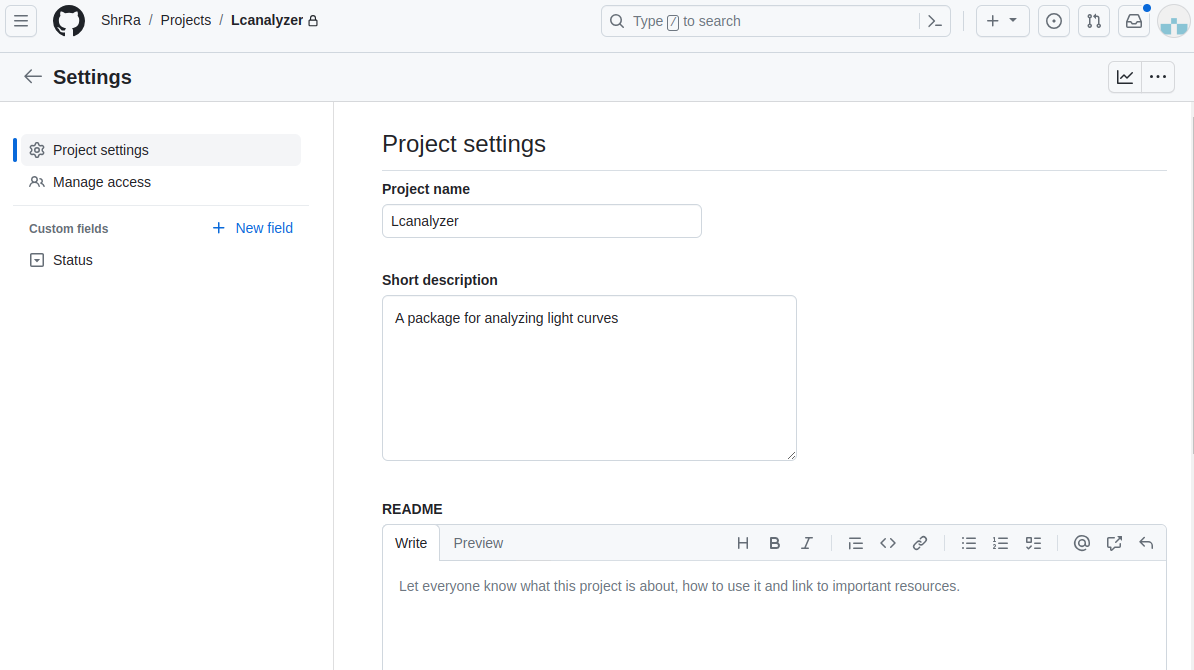 ShrRa / Projects / Lcanalyzer
Type / to search
Settings
Project settings
Manage access
Custom fields
New field
Status
Project settings
Project name
Lcanalyzer
Short description
A package for analyzing light curves
README
Write
Preview
Let everyone know what this project is about, how to use it and link to important resources.